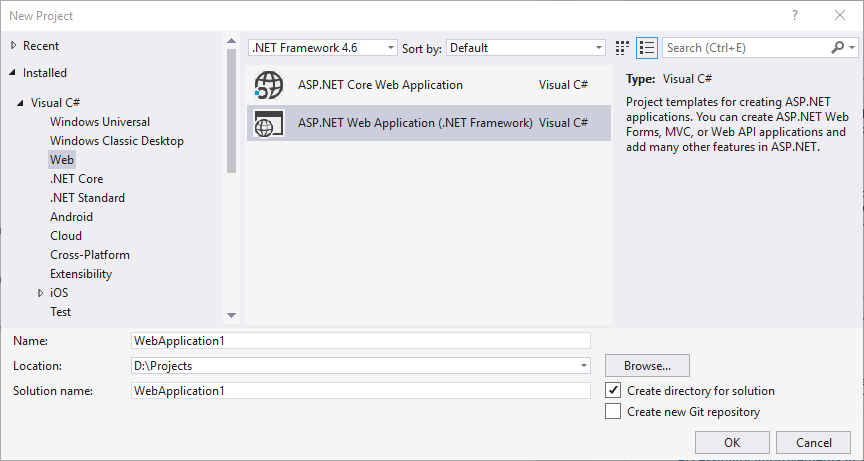 New Project
?
Recent
Installed
Visual C#
Windows Universal
Windows Classic Desktop
Web
.NET Core
.NET Standard
Android
Cloud
Cross-Platform
Extensibility
iOS
Test
.NET Framework 4.6 Sort by: Default
Search (Ctrl+E)
ASP.NET Core Web Application Visual C#
ASP.NET Web Application (.NET Framework) Visual C#
Type: Visual C#
Project templates for creating ASP.NET
applications. You can create ASP.NET Web
Forms, MVC, or Web API applications and
add many other features in ASP.NET.
Name: WebApplication1
Location: D:\Projects
Browse...
Solution name: WebApplication1
Create directory for solution
Create new Git repository
OK Cancel